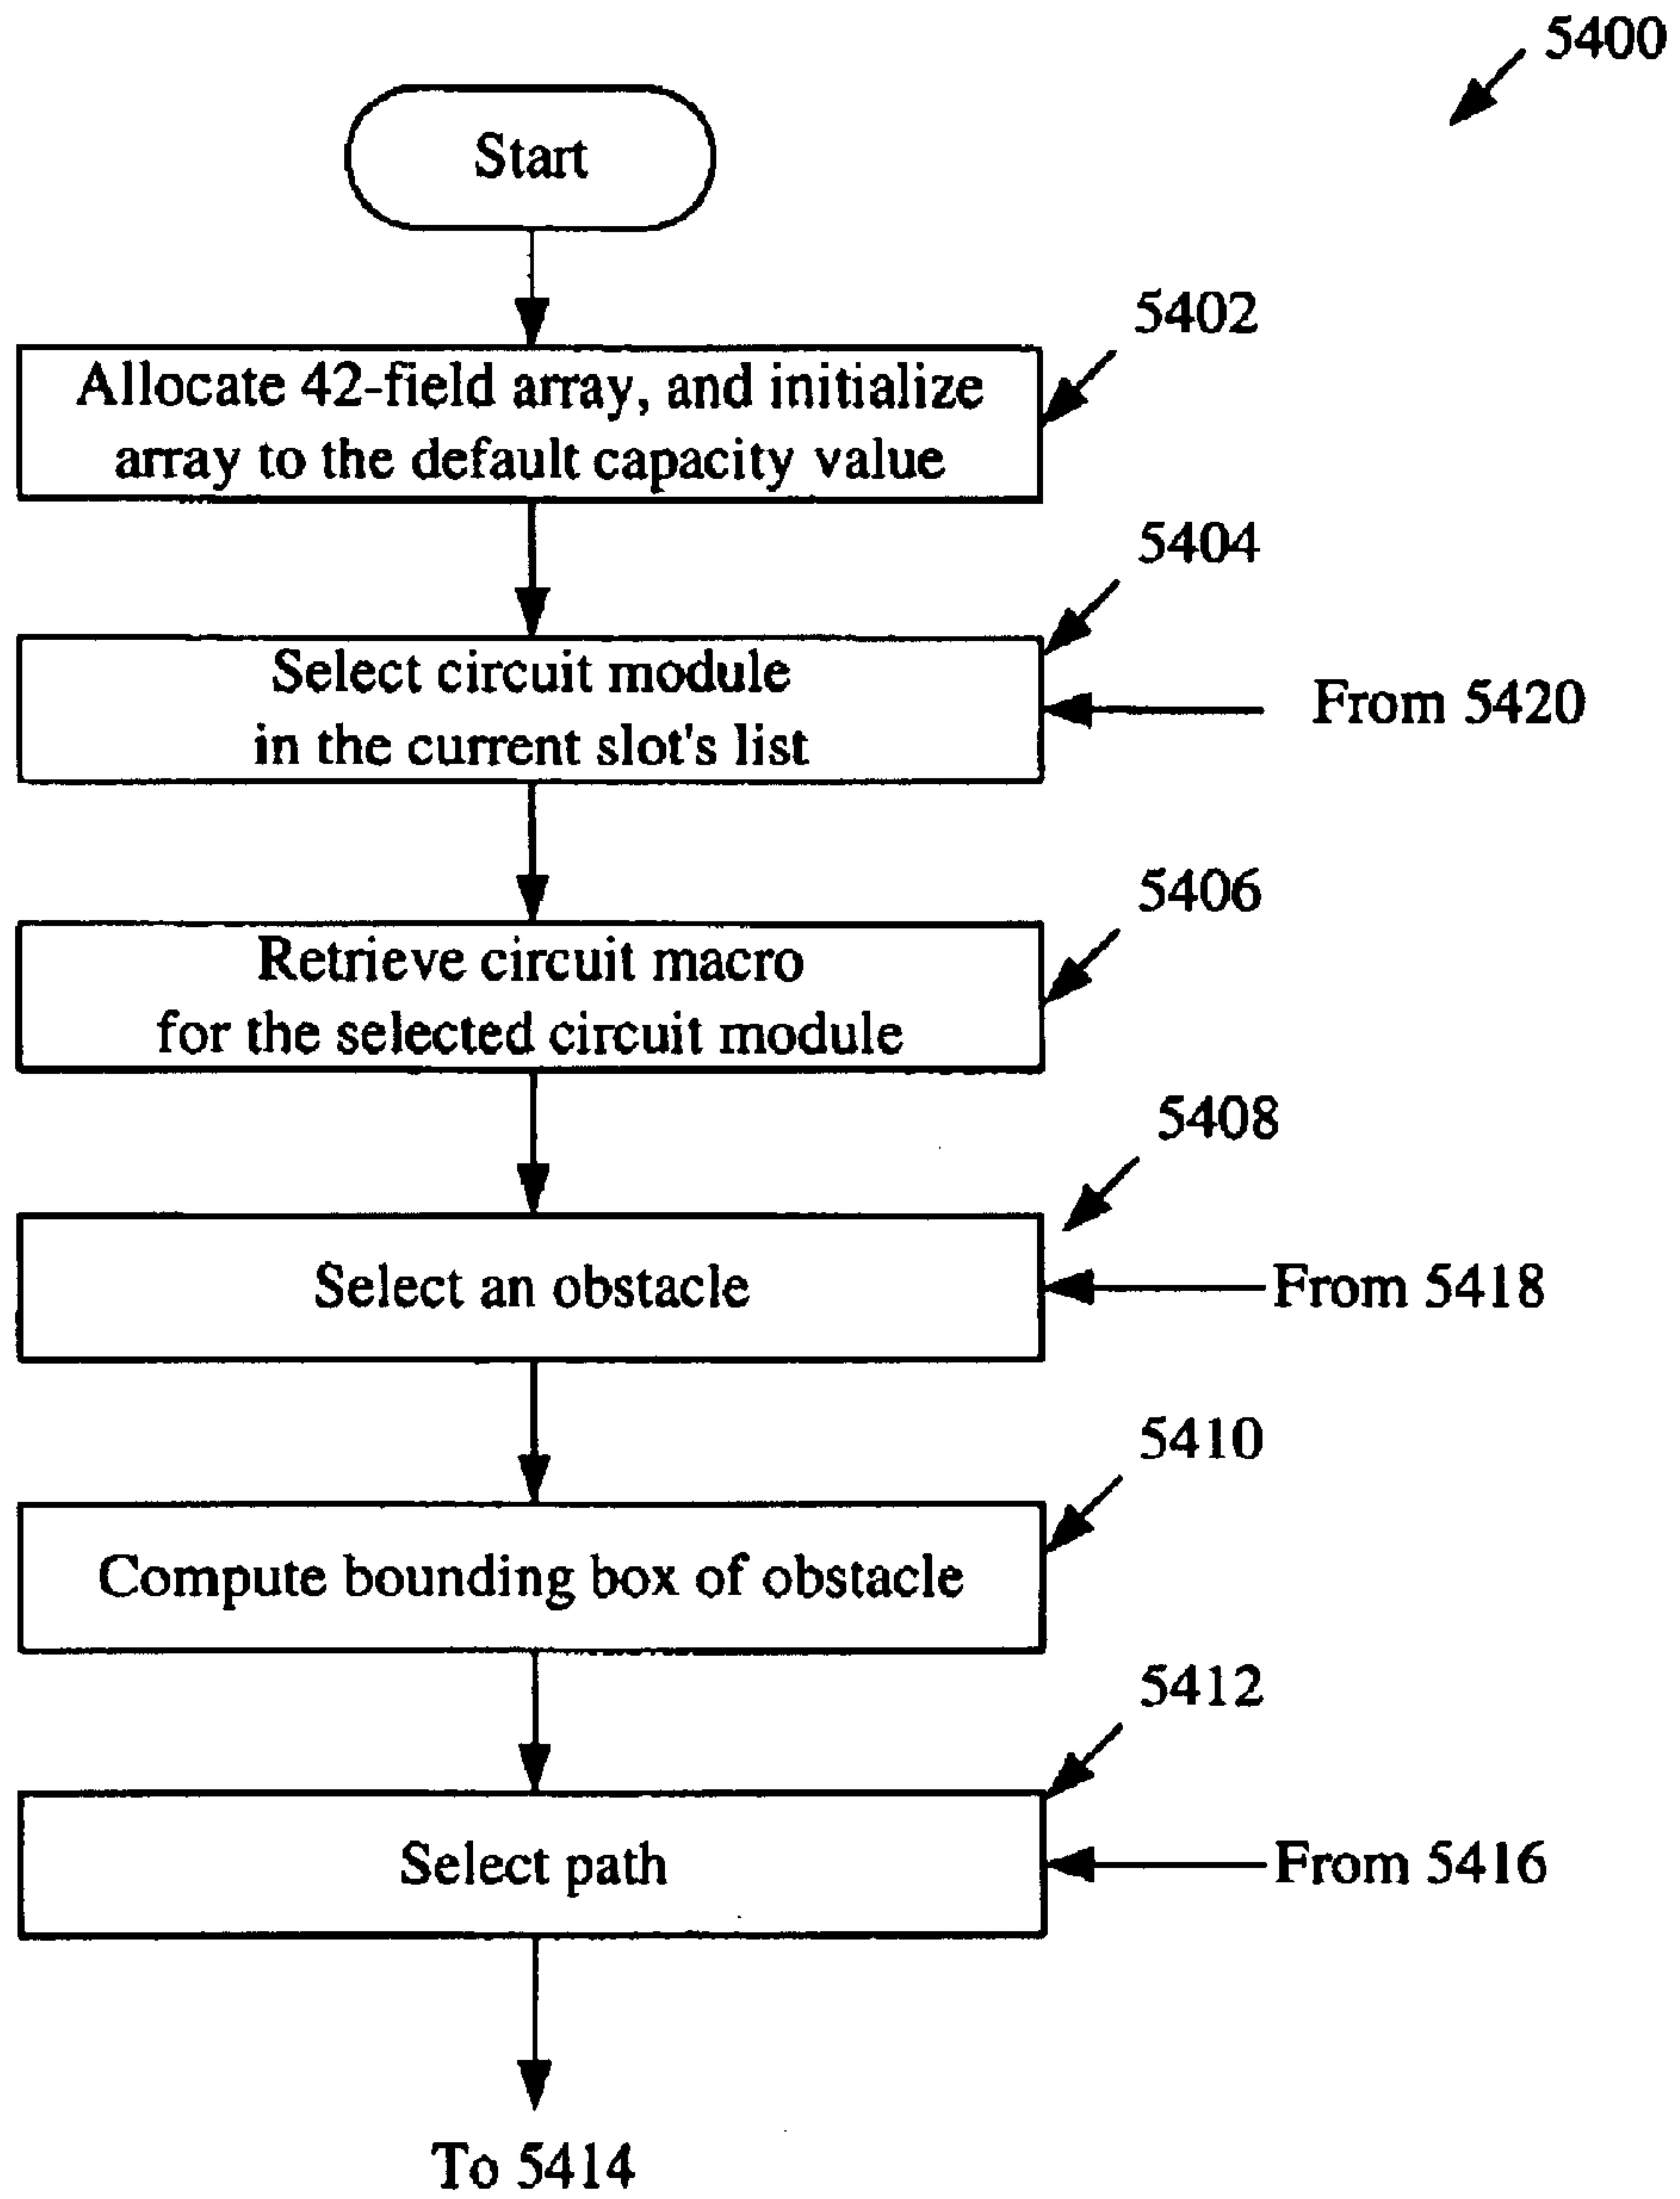 5400
Start
5402
Allocate 42-field array, and initialize
array to the default capacity value
5404
Select circuit module
in the current slot's list
From 5420
5406
Retrieve circuit macro
for the selected circuit module
5408
Select an obstacle
From 5418
5410
Compute bounding box of obstacle
5412
Select path
From 5416
To 5414